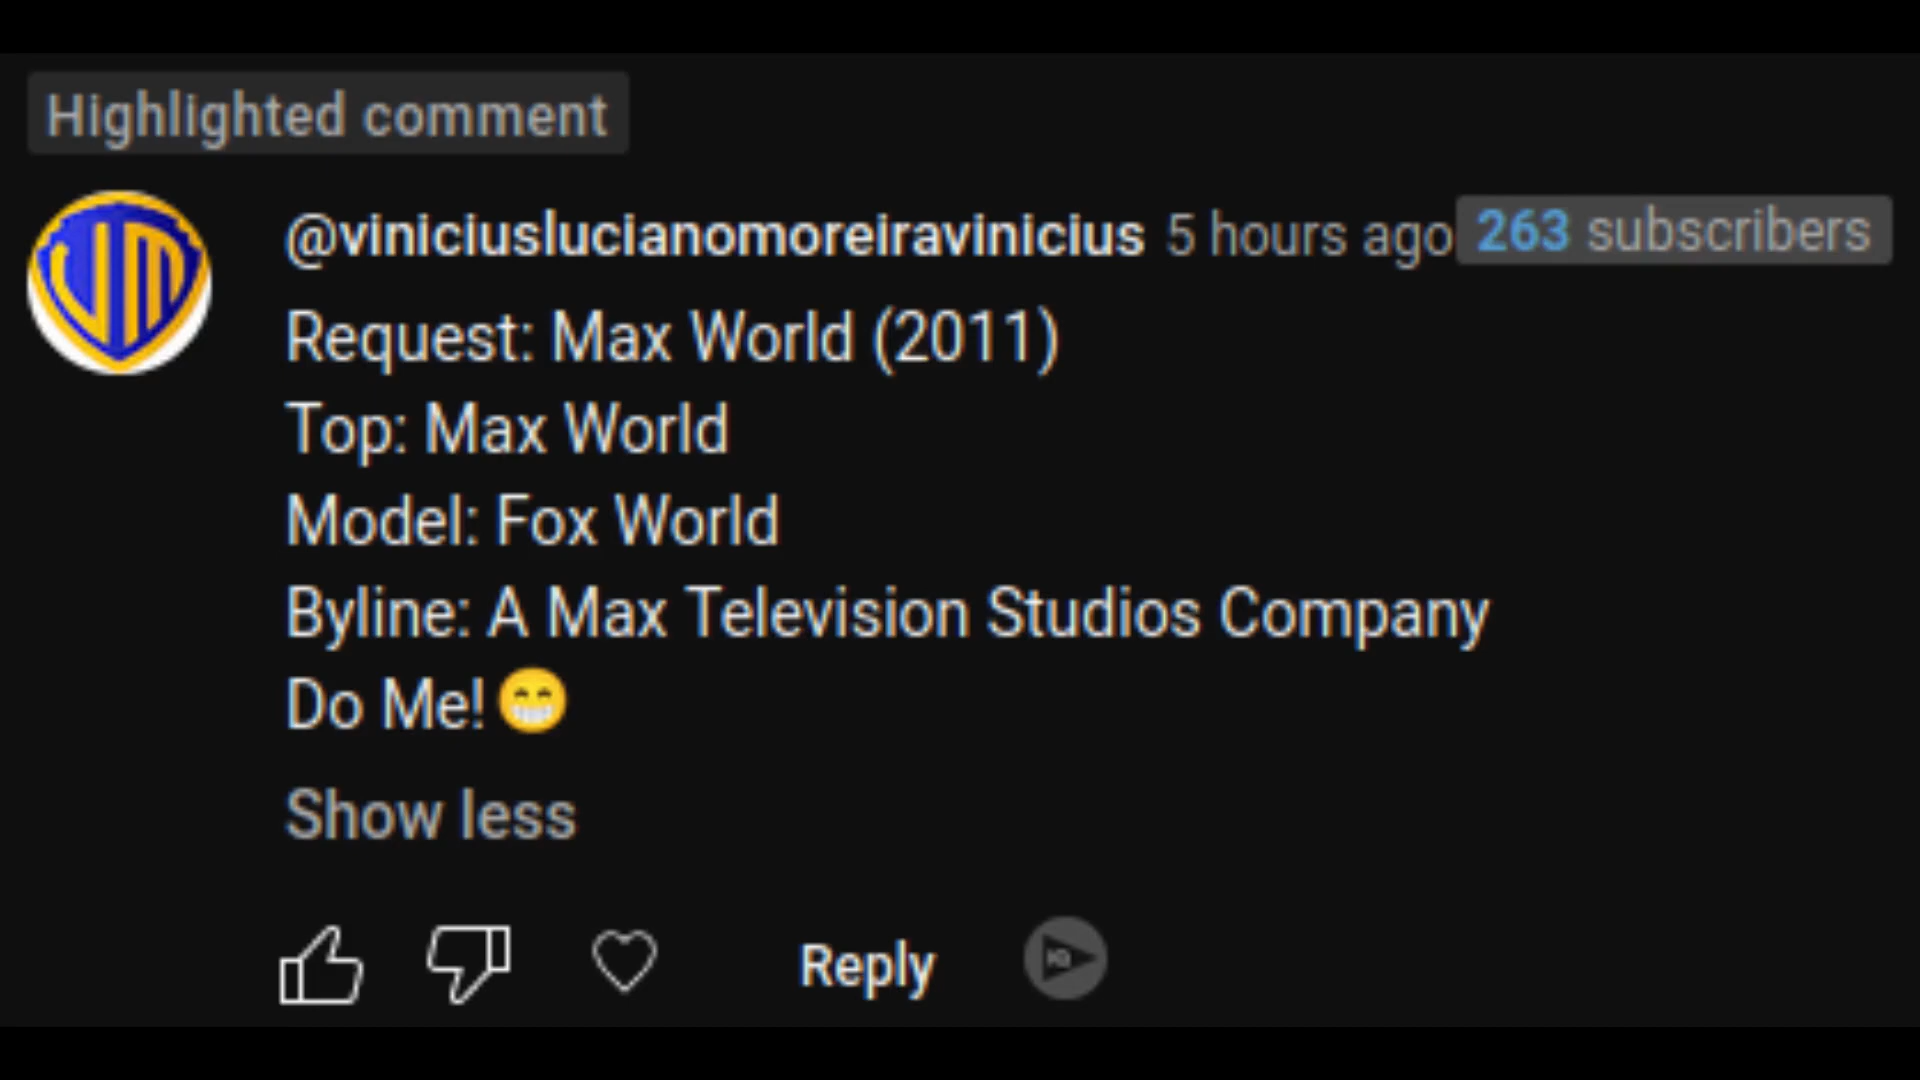 Highlighted comment
@viniciuslucianomoreiravinicius 5 hours ago 263 subscribers
Request: Max World (2011)
Top: Max World
Model: Fox World
Byline: A Max Television Studios Company
Do Me!😁
Show less
Reply